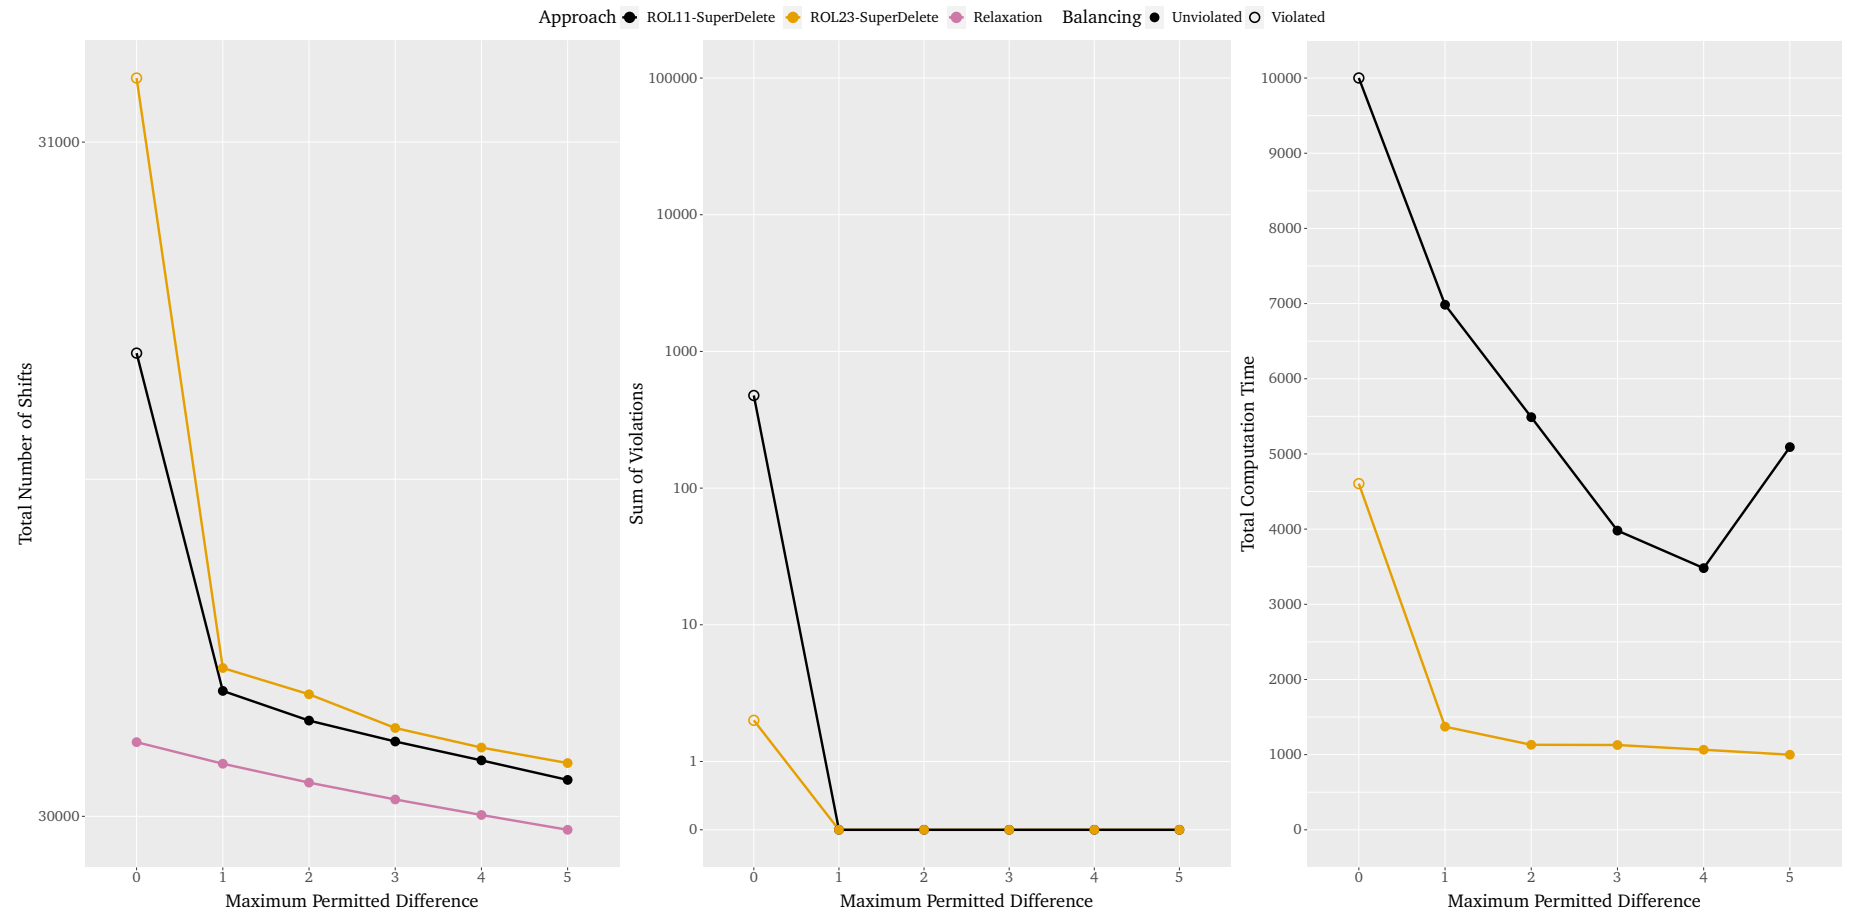 Approach ROL11-SuperDelete ROL23-SuperDelete Relaxation Balancing Unviolated Violated
Total Number of Shifts
31000
30000
0 1 2 3 4 5
Maximum Permitted Difference
Sum of Violations
100000
10000
1000
100
10
1
0
0 1 2 3 4 5
Maximum Permitted Difference
Total Computation Time
10000
9000
8000
7000
6000
5000
4000
3000
2000
1000
0
0 1 2 3 4 5
Maximum Permitted Difference